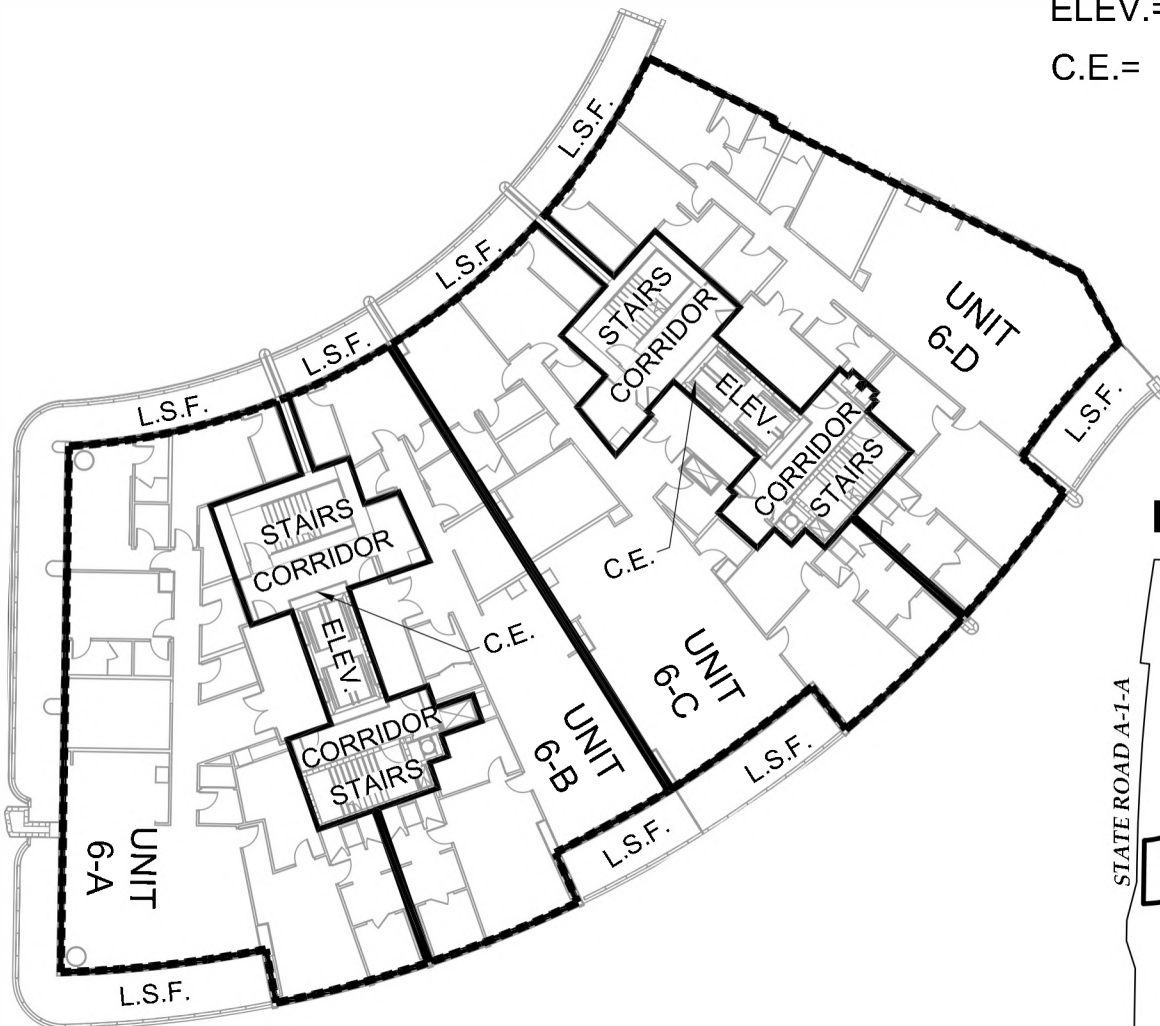 ELEV.=
C.E.=
L.S.F.
L.S.F.
L.S.F.
L.S.F.
STAIRS
CORRIDOR
ELEV.
CORRIDOR
STAIRS
UNIT
6-D
L.S.F.
C.E.
STAIRS
CORRIDOR
ELEV.
C.E.
CORRIDOR
STAIRS
UNIT
6-C
UNIT
6-B
UNIT
6-A
L.S.F.
L.S.F.
L.S.F.
STATE ROAD A-1-A